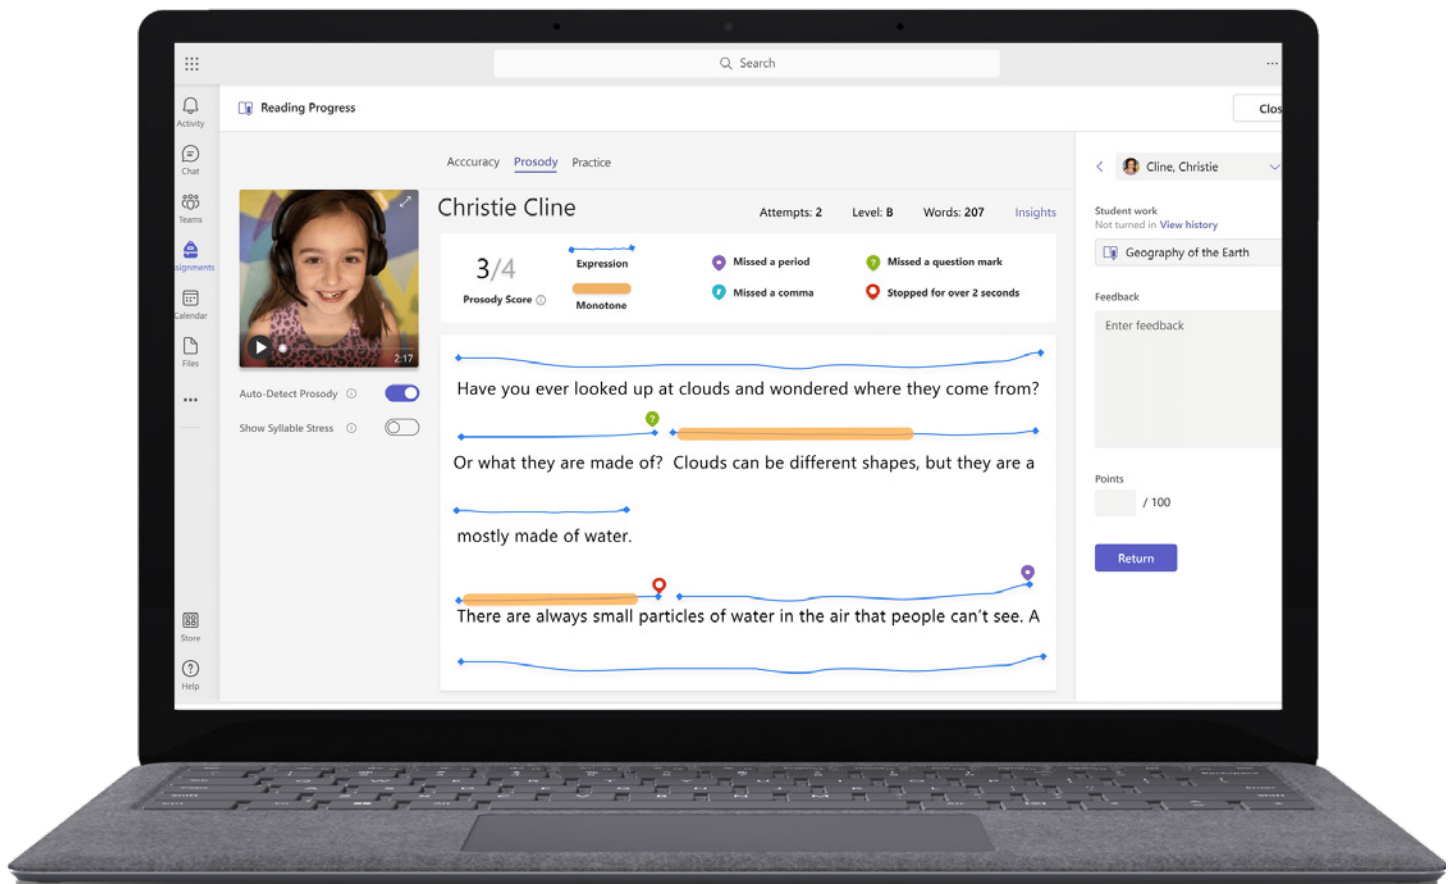 Search
Reading Progress
Clos
Activity
Chat
Teams
signments
Calendar
Files
Store
Help
Acccuracy Prosody Practice
Christie Cline
Attempts: 2 Level: B Words: 207 Insights
3/4
Prosody Score
Expression
Monotone
Missed a period
Missed a comma
? Missed a question mark
Stopped for over 2 seconds
2:17
Auto-Detect Prosody
Show Syllable Stress
Have you ever looked up at clouds and wondered where they come from?
?
Or what they are made of? Clouds can be different shapes, but they are a
mostly made of water.
There are always small particles of water in the air that people can't see. A
Cline, Christie
Student work
Not turned in View history
Geography of the Earth
Feedback
Enter feedback
Points
/ 100
Return